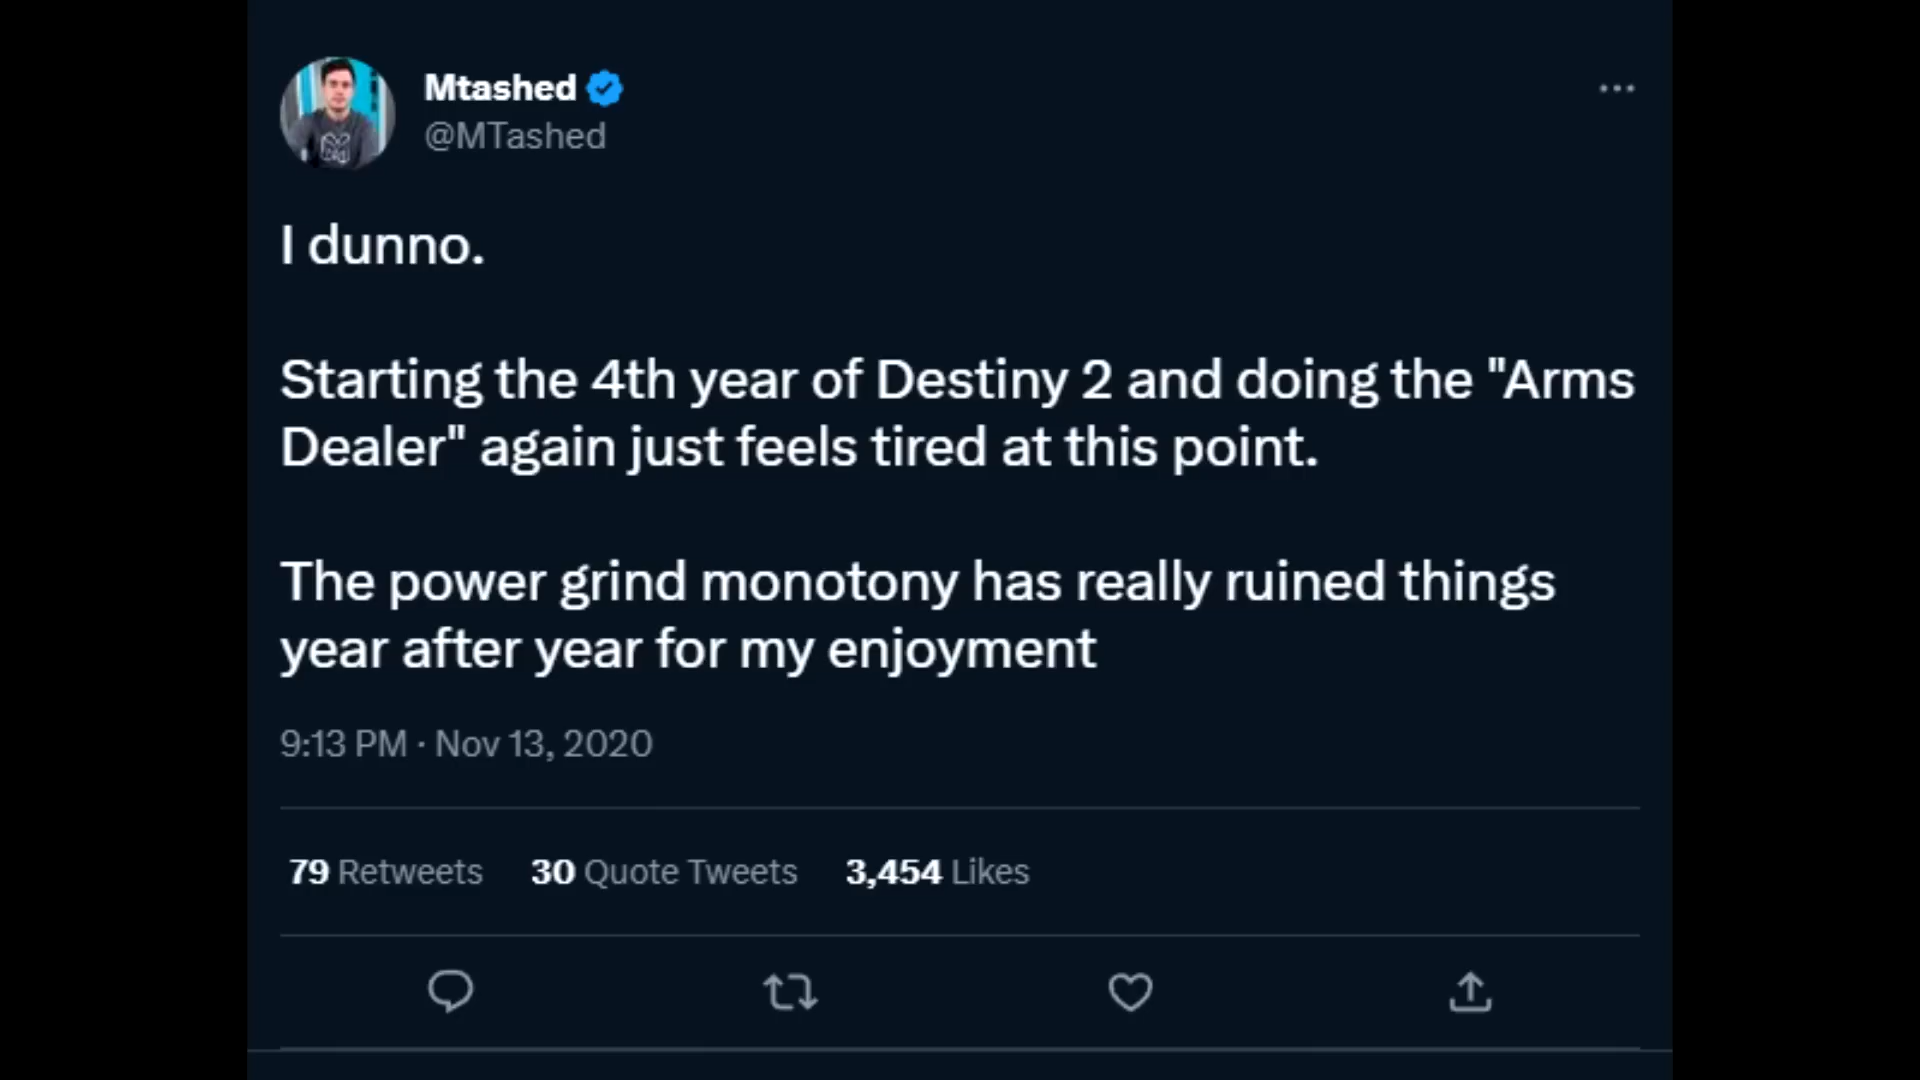 Mtashed
@MTashed
I dunno.
Starting the 4th year of Destiny 2 and doing the "Arms
Dealer" again just feels tired at this point.
The power grind monotony has really ruined things
year after year for my enjoyment
9:13 PM · Nov 13, 2020
79 Retweets 30 Quote Tweets 3,454 Likes